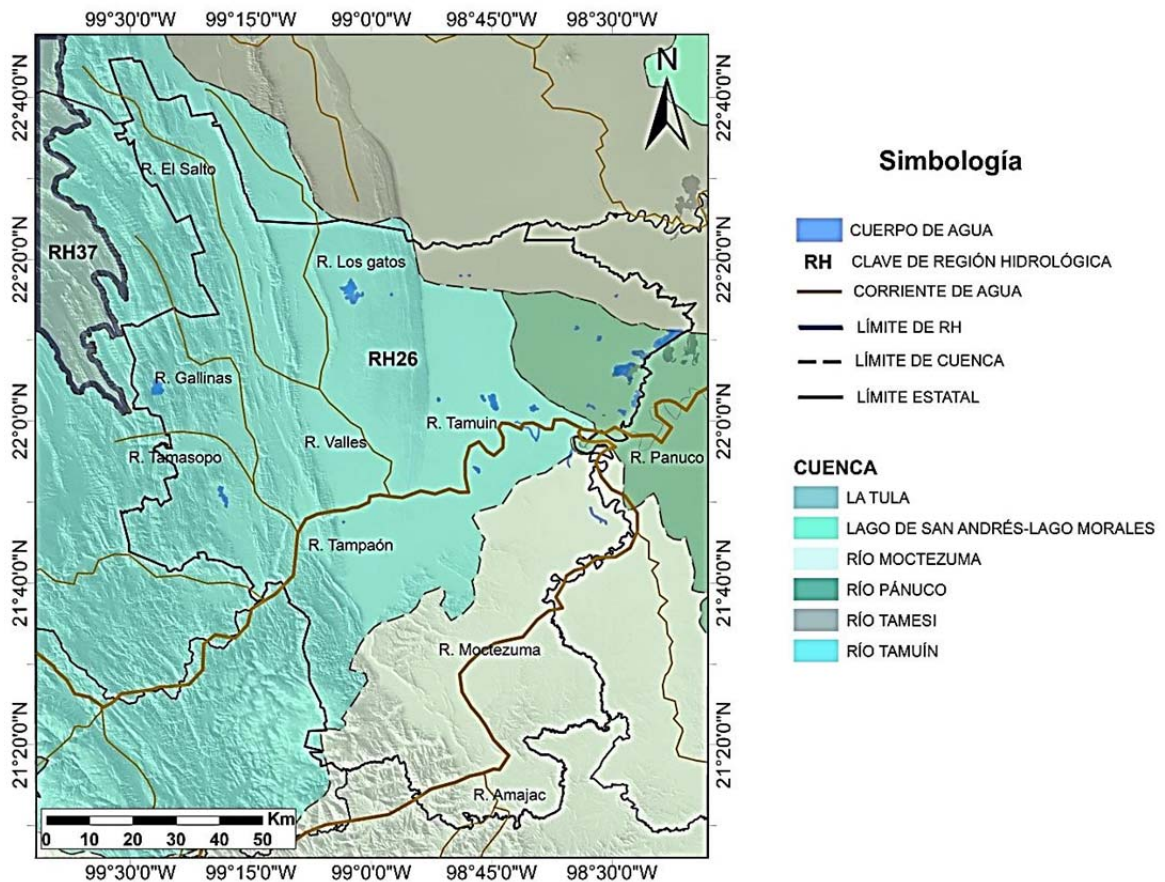 99°30'0"W 99°15'0"W 99°0'0"W 98°45'0"W 98°30'0"W
22°40'0"N
22°20'0"N
22°0'0"N
21°40'0"N
21°20'0"N
N
R. El Salto
RH37
R. Los gatos
RH26
R. Gallinas
R. Tamuin
R. Valles
R. Tamasopo
R. Panuco
R. Tampaón
R. Moctezuma
R. Amajac
Km
0 10 20 30 40 50
22°40'0"N
22°20'0"N
22°0'0"N
21°40'0"N
21°20'0"N
99°30'0"W 99°15'0"W 99°0'0"W 98°45'0"W 98°30'0"W
Simbología
CUERPO DE AGUA
RH CLAVE DE REGIÓN HIDROLÓGICA
CORRIENTE DE AGUA
LÍMITE DE RH
LÍMITE DE CUENCA
LÍMITE ESTATAL
CUENCA
LA TULA
LAGO DE SAN ANDRÉS-LAGO MORALES
RÍO MOCTEZUMA
RÍO PÁNUCO
RÍO TAMESI
RÍO TAMUÍN